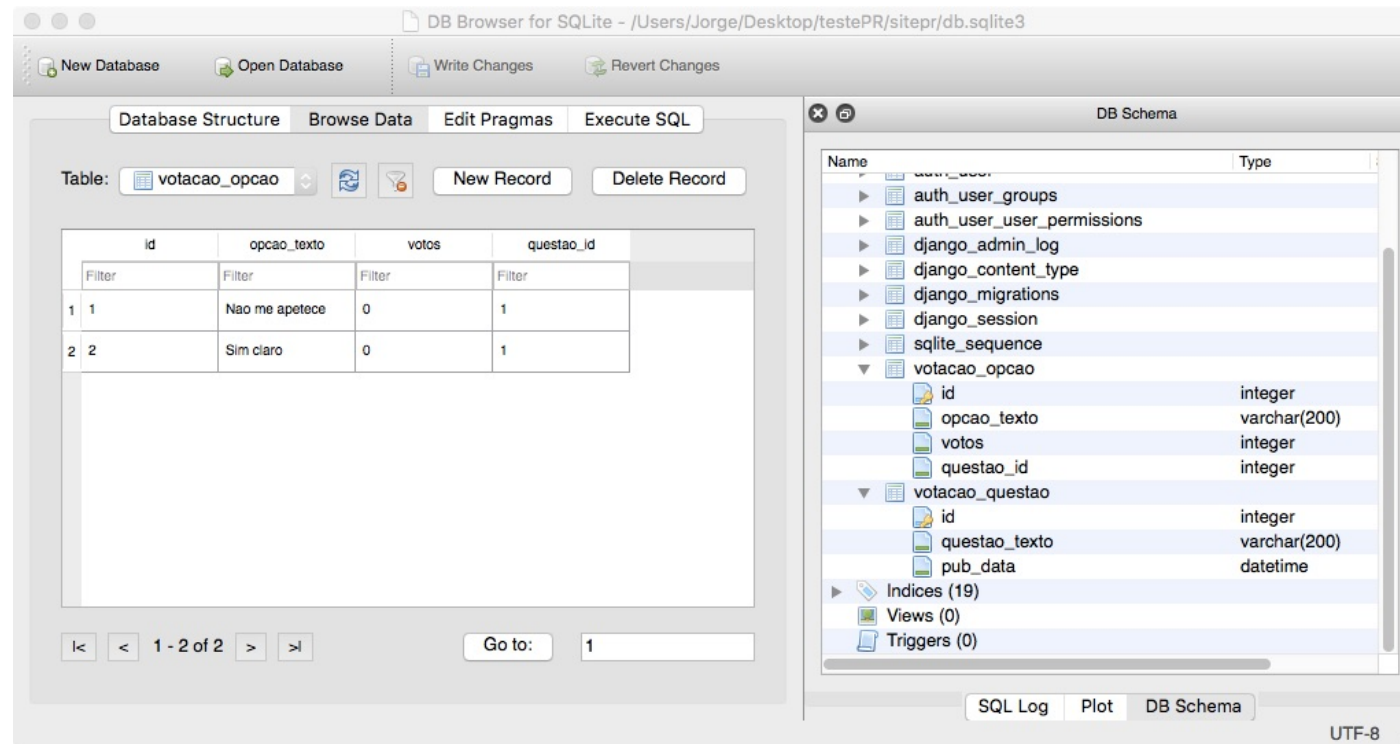 DB Browser for SQLite - /Users/Jorge/Desktop/testePR/sitepr/db.sqlite3
New Database Open Database Write Changes Revert Changes
Database Structure Browse Data Edit Pragmas Execute SQL
Table: votacao_opcao New Record Delete Record
id opcao_texto votos questao_id
Filter Filter Filter Filter
1 1 Nao me apetece 0 1
2 2 Sim claro 0 1
|< < 1 - 2 of 2 > >| Go to: 1
DB Schema
Name Type
auth_user
auth_user_groups
auth_user_user_permissions
django_admin_log
django_content_type
django_migrations
django_session
sqlite_sequence
votacao_opcao
id integer
opcao_texto varchar(200)
votos integer
questao_id integer
votacao_questao
id integer
questao_texto varchar(200)
pub_data datetime
Indices (19)
Views (0)
Triggers (0)
SQL Log Plot DB Schema
UTF-8